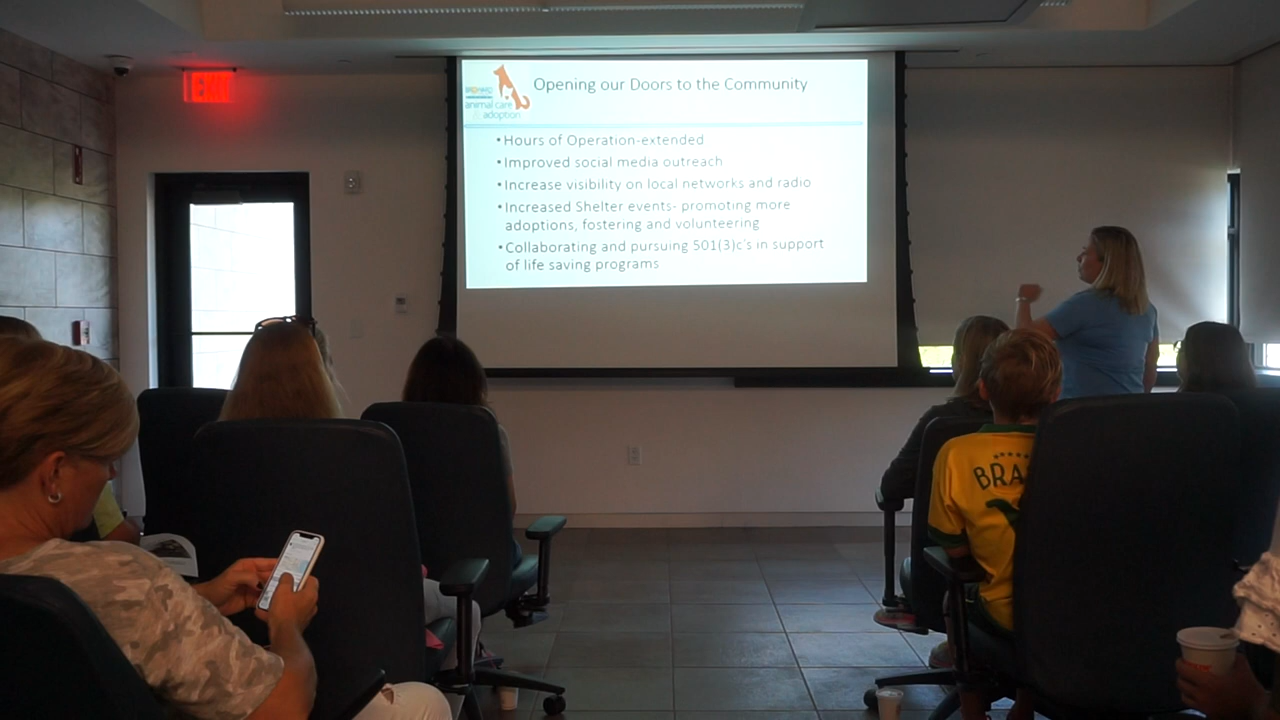 EXIT
Opening our Doors to the Community
BROWARD
animal care
& adoption
• Hours of Operation-extended
• Improved social media outreach
• Increase visibility on local networks and radio
• Increased Shelter events- promoting more
adoptions, fostering and volunteering
• Collaborating and pursuing 501(3)c's in support
of life saving programs
BRA